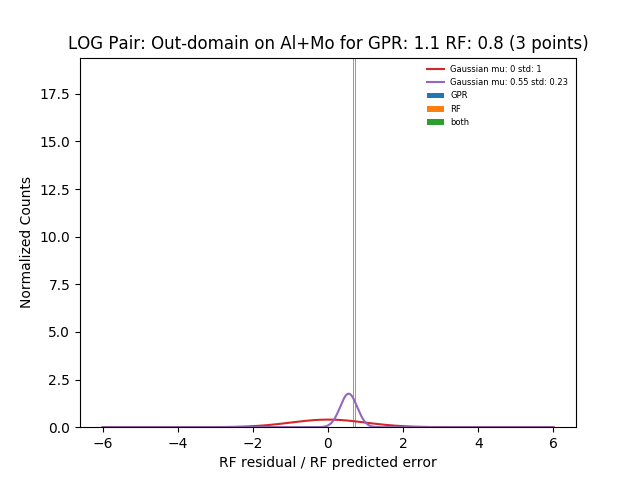 LOG Pair: Out-domain on Al+Mo for GPR: 1.1 RF: 0.8 (3 points)
Gaussian mu: 0 std: 1
Gaussian mu: 0.55 std: 0.23
GPR
RF
both
Normalized Counts
17.5
15.0
12.5
10.0
7.5
5.0
2.5
0.0
−6 −4 −2 0 2 4 6
RF residual / RF predicted error